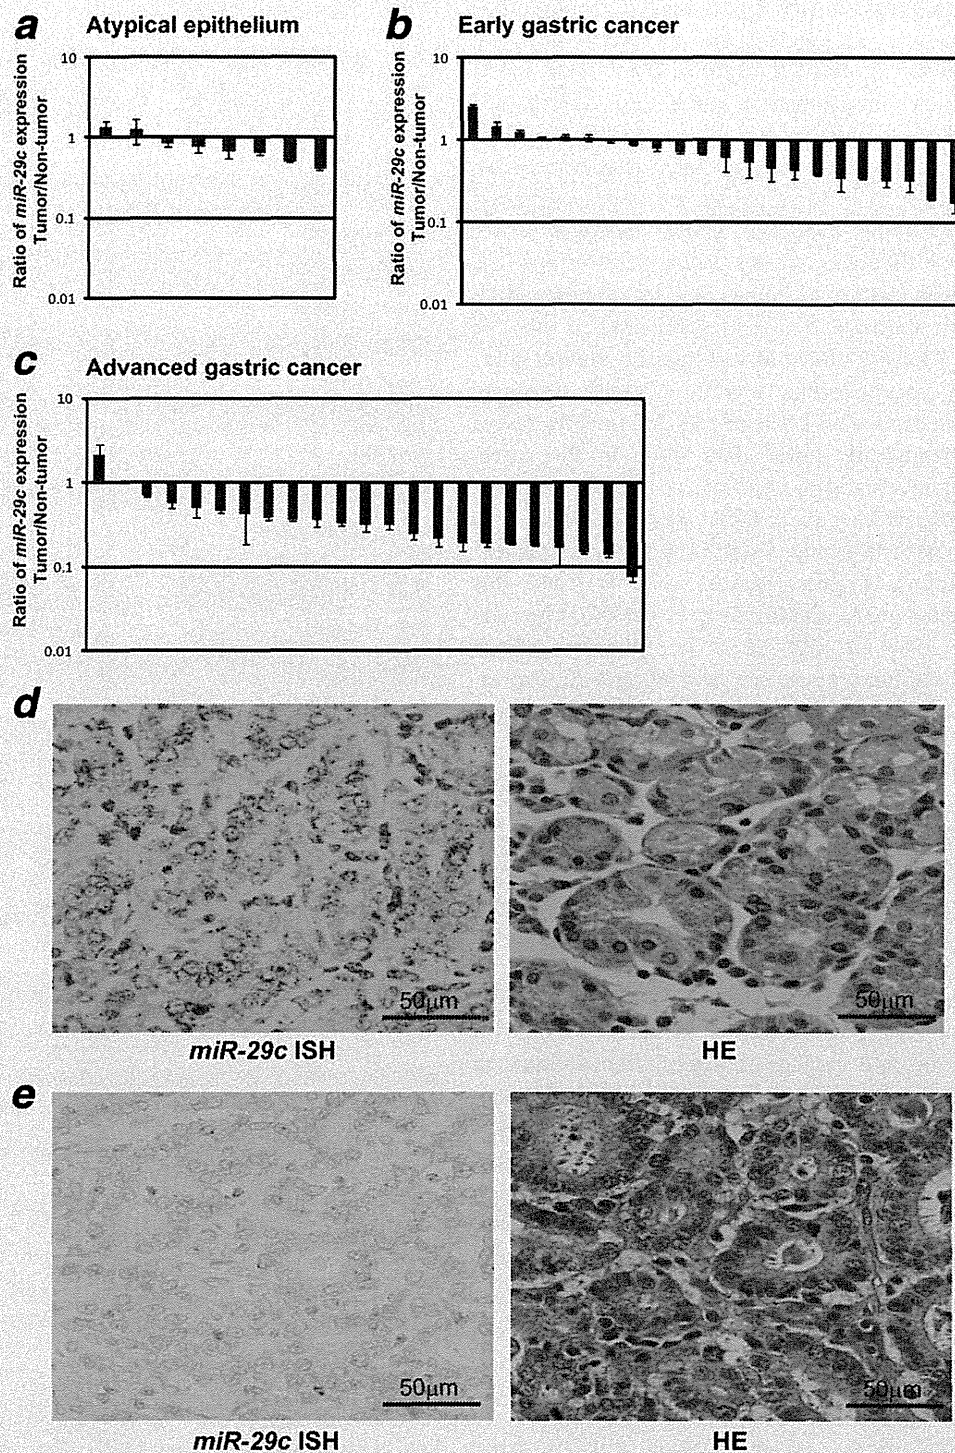 a Atypical epithelium
Ratio of miR-29c expression
Tumor/Non-tumor
10
1
0.1
0.01
b Early gastric cancer
Ratio of miR-29c expression
Tumor/Non-tumor
10
1
0.1
0.01
c Advanced gastric cancer
Ratio of miR-29c expression
Tumor/Non-tumor
10
1
0.1
0.01
d
50μm
miR-29c ISH
50μm
HE
e
50μm
miR-29c ISH
50μm
HE